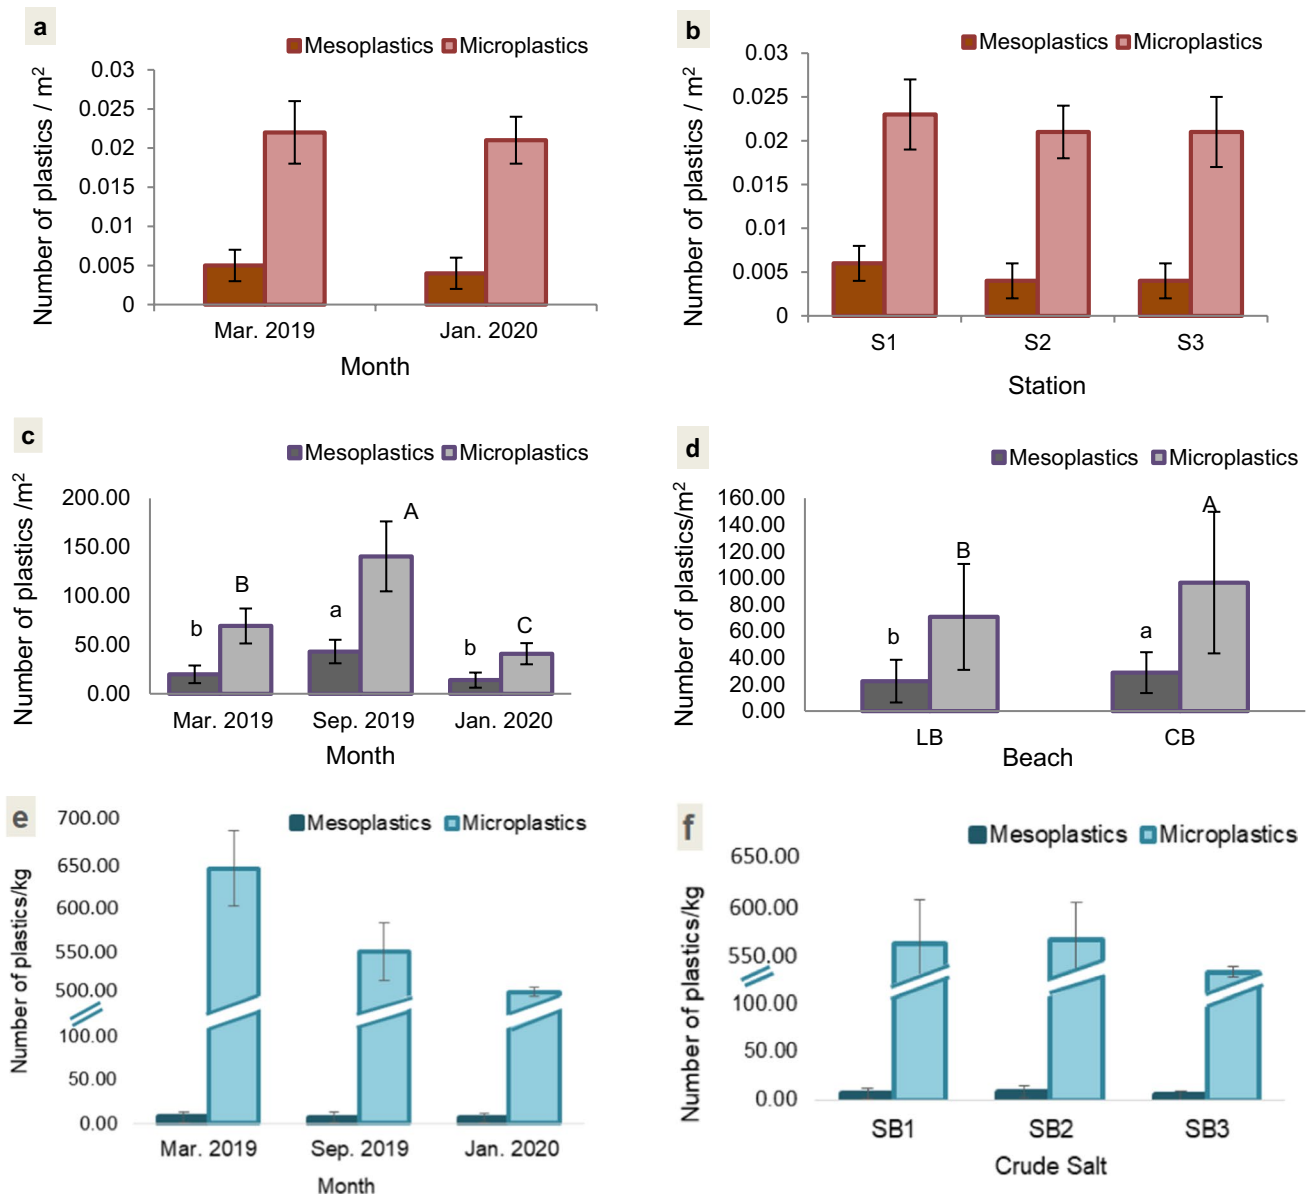 a
Mesoplastics Microplastics
Number of plastics / m²
0.03
0.025
0.02
0.015
0.01
0.005
0
Mar. 2019 Jan. 2020
Month
b
Mesoplastics Microplastics
Number of plastics / m²
0.03
0.025
0.02
0.015
0.01
0.005
0
S1 S2 S3
Station
c
Mesoplastics Microplastics
Number of plastics /m²
200.00
150.00
100.00
50.00
0.00
b B a A b C
Mar. 2019 Sep. 2019 Jan. 2020
Month
d
Mesoplastics Microplastics
Number of plastics/m²
160.00
140.00
120.00
100.00
80.00
60.00
40.00
20.00
0.00
b B a A
LB CB
Beach
e
Mesoplastics Microplastics
Number of plastics/kg
700.00
650.00
600.00
550.00
500.00
100.00
50.00
0.00
Mar. 2019 Sep. 2019 Jan. 2020
Month
f
Mesoplastics Microplastics
Number of plastics/kg
650.00
600.00
550.00
100.00
50.00
0.00
SB1 SB2 SB3
Crude Salt